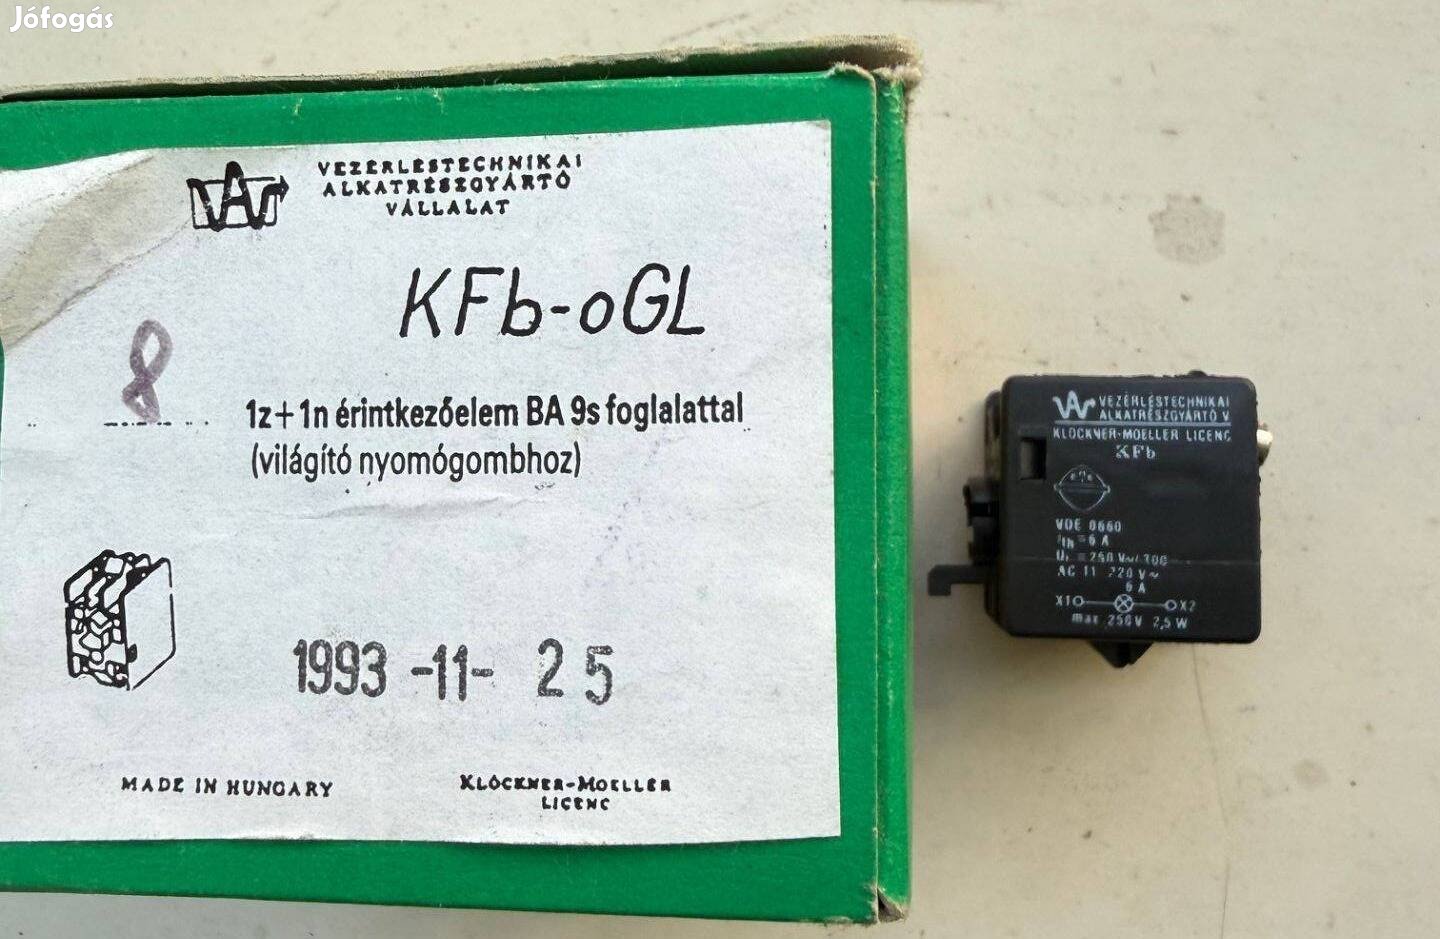 Jófogás
VEZÉRLÉSTECHNIKAI
ALKATRÉSZGYÁRTÓ
VÁLLALAT
KFb-oGL
8
1z+1n érintkezőelem BA 9s foglalattal
(világító nyomógombhoz)
1993-11-25
MADE IN HUNGARY
KLÖCKNER-MOELLER
LICENC
VEZÉRLÉSTECHNIKAI
ALKATRÉSZGYÁRTÓ V.
KLÖCKNER-MOELLER LICENC
KFb
VDE 0660
= 6 A
= 250 V~/300
AC 11 220 V~
6 A
X1 X2
max 250V 2,5 W